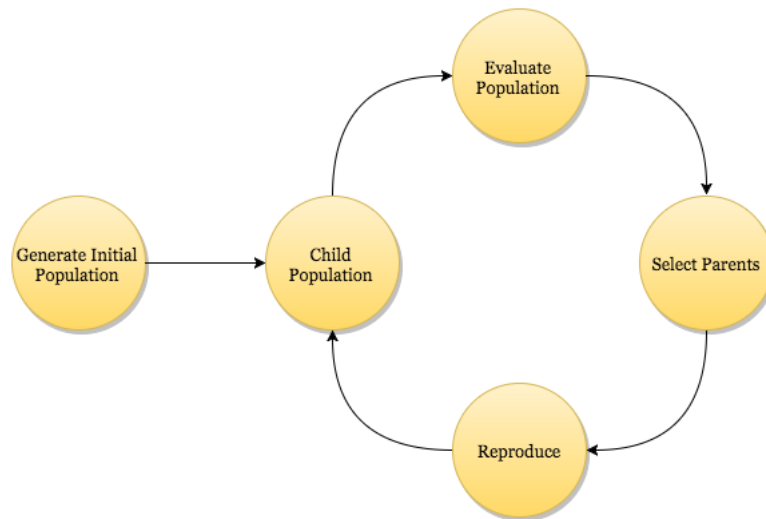 Evaluate
Population
Generate Initial
Population
Child
Population
Select Parents
Reproduce